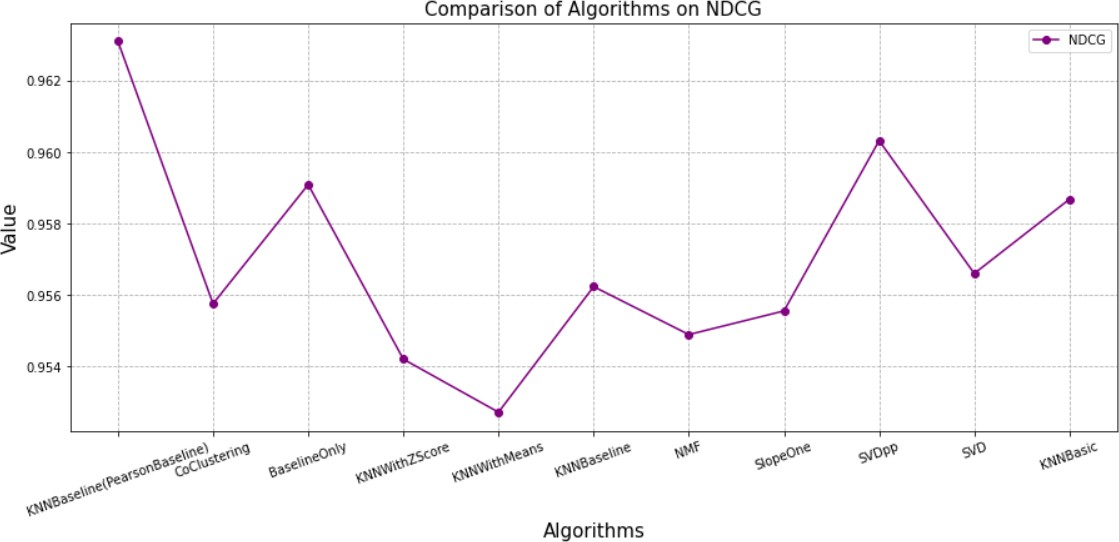 Comparison of Algorithms on NDCG
NDCG
Value
0.962
0.960
0.958
0.956
0.954
KNNBaseline(PearsonBaseline)
CoClustering
BaselineOnly
KNNWithZScore
KNNWithMeans
KNNBaseline
NMF
SlopeOne
SVDpp
SVD
KNNBasic
Algorithms